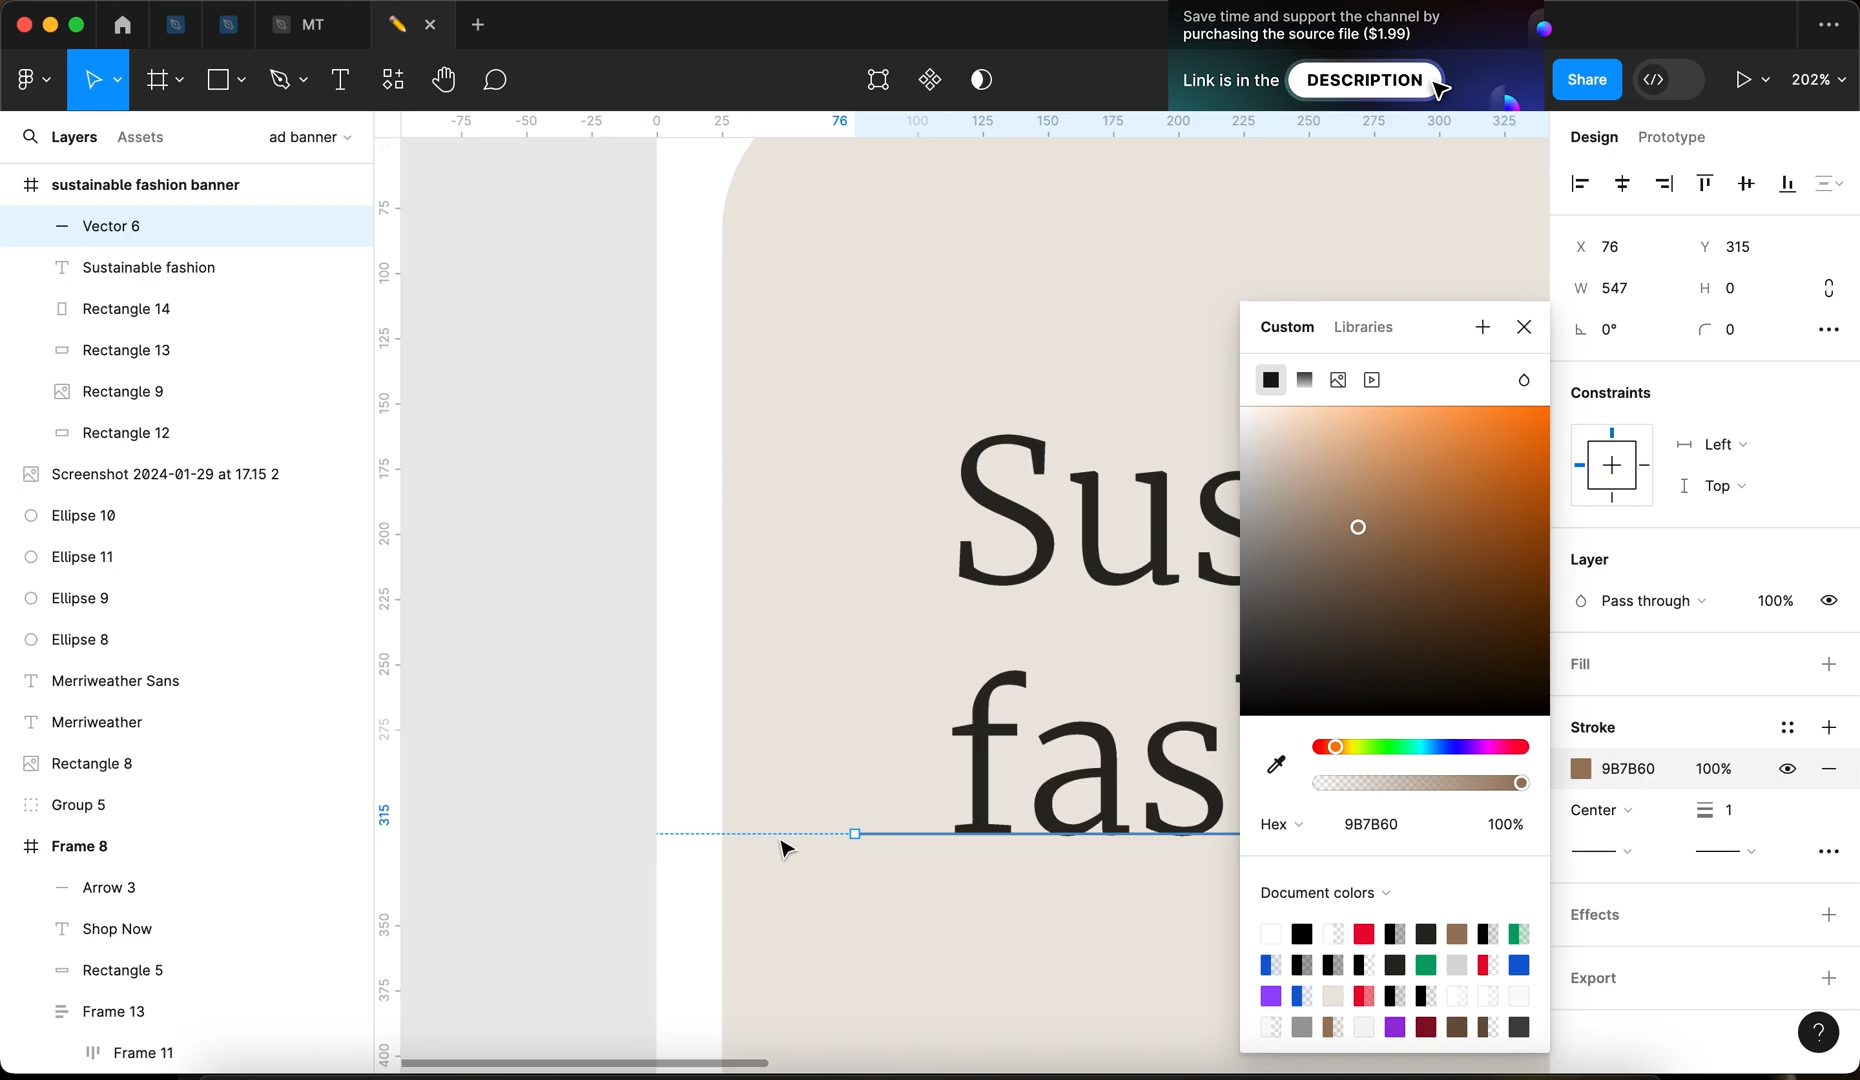 MT
Save time and support the channel by
purchasing the source file ($1.99)
Link is in the DESCRIPTION
Share
202%
Layers Assets ad banner
-75 -50 -25 0 25 76 100 125 150 175 200 225 250 275 300 325
Design Prototype
sustainable fashion banner
Vector 6
Sustainable fashion
Rectangle 14
Rectangle 13
Rectangle 9
Rectangle 12
Screenshot 2024-01-29 at 17.15 2
Ellipse 10
Ellipse 11
Ellipse 9
Ellipse 8
Merriweather Sans
Merriweather
Rectangle 8
Group 5
Frame 8
Arrow 3
Shop Now
Rectangle 5
Frame 13
Frame 11
75
100
125
150
175
200
225
250
275
315
350
375
400
Sus
fas
Custom Libraries
Hex 9B7B60 100%
Document colors
X 76 Y 315
W 547 H 0
0° 0
Constraints
Left
Top
Layer
Pass through 100%
Fill
Stroke
9B7B60 100%
Center 1
Effects
Export
?